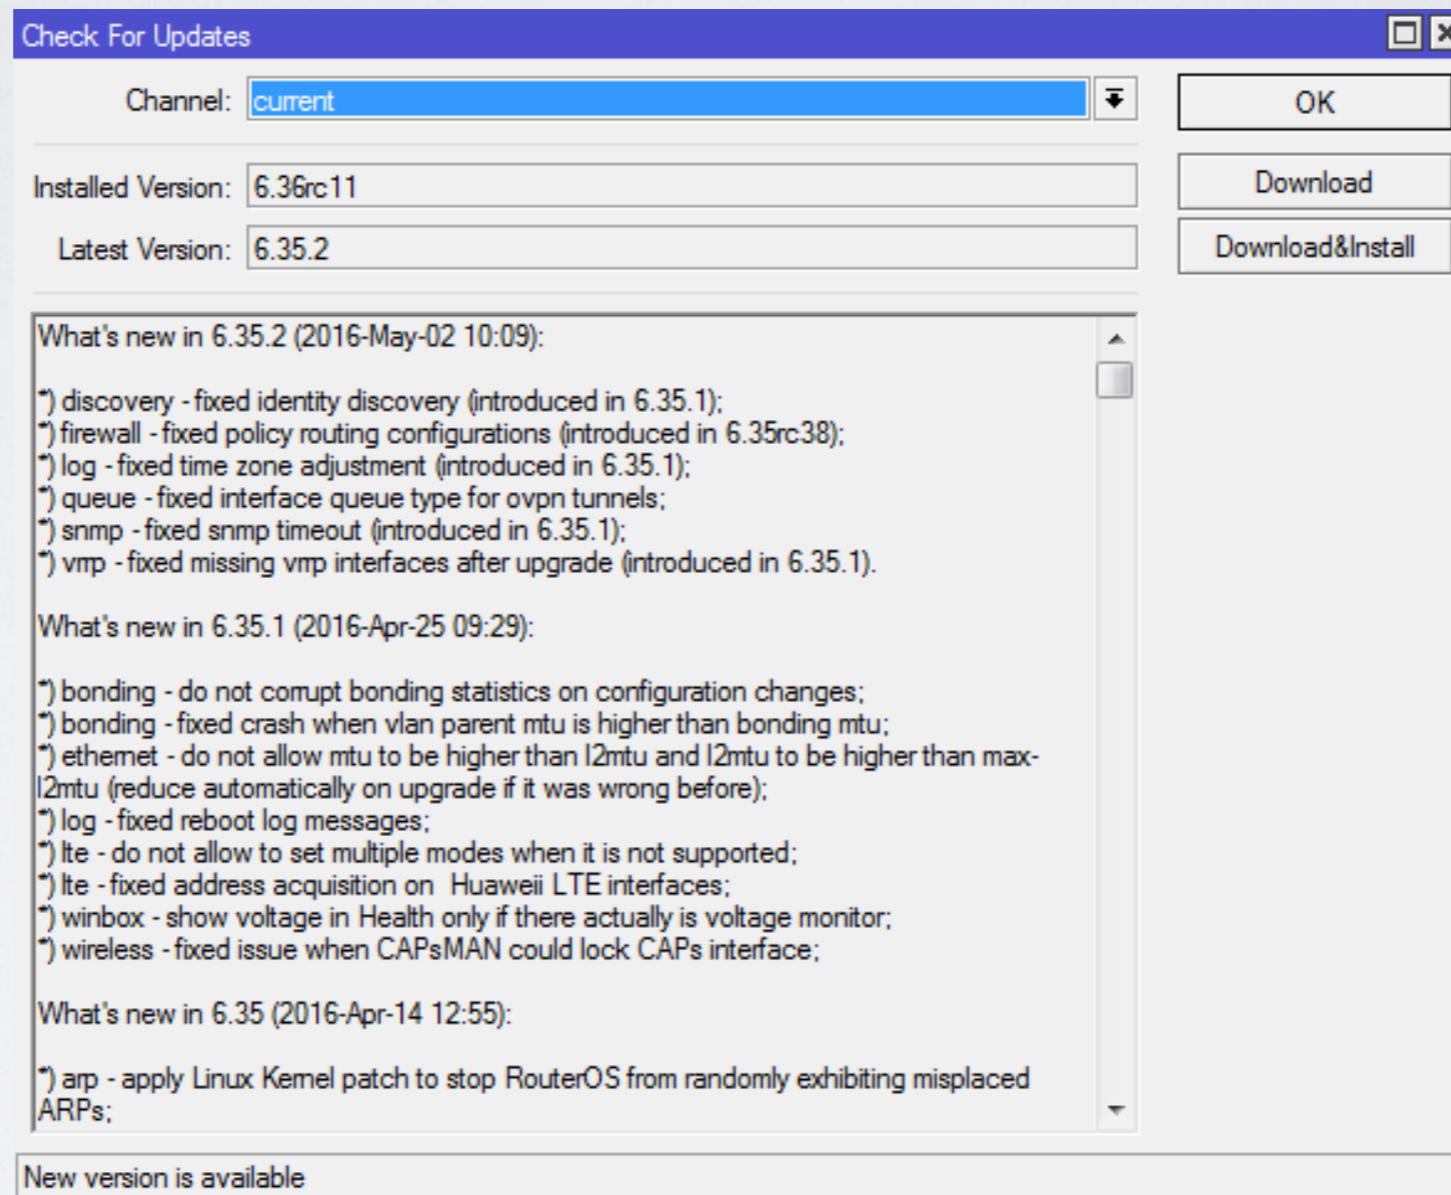 Check For Updates
Channel: current
OK
Installed Version: 6.36rc11
Download
Latest Version: 6.35.2
Download&Install
What's new in 6.35.2 (2016-May-02 10:09):
*) discovery - fixed identity discovery (introduced in 6.35.1);
*) firewall - fixed policy routing configurations (introduced in 6.35rc38);
*) log - fixed time zone adjustment (introduced in 6.35.1);
*) queue - fixed interface queue type for ovpn tunnels;
*) snmp - fixed snmp timeout (introduced in 6.35.1);
*) vrrp - fixed missing vrrp interfaces after upgrade (introduced in 6.35.1).
What's new in 6.35.1 (2016-Apr-25 09:29):
*) bonding - do not corrupt bonding statistics on configuration changes;
*) bonding - fixed crash when vlan parent mtu is higher than bonding mtu;
*) ethernet - do not allow mtu to be higher than l2mtu and l2mtu to be higher than max-
l2mtu (reduce automatically on upgrade if it was wrong before);
*) log - fixed reboot log messages;
*) lte - do not allow to set multiple modes when it is not supported;
*) lte - fixed address acquisition on  Huaweii LTE interfaces;
*) winbox - show voltage in Health only if there actually is voltage monitor;
*) wireless - fixed issue when CAPsMAN could lock CAPs interface;
What's new in 6.35 (2016-Apr-14 12:55):
*) arp - apply Linux Kernel patch to stop RouterOS from randomly exhibiting misplaced
ARPs;
New version is available